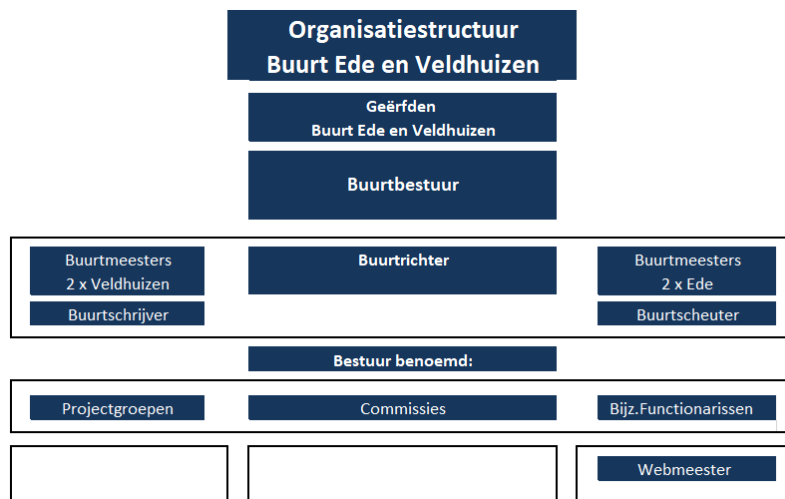 Organisatiestructuur
Buurt Ede en Veldhuizen
Geërfden
Buurt Ede en Veldhuizen
Buurtbestuur
Buurtmeesters
2 x Veldhuizen
Buurtrichter
Buurtmeesters
2 x Ede
Buurtschrijver
Buurtscheuter
Bestuur benoemd:
Projectgroepen
Commissies
Bijz.Functionarissen
Webmeester